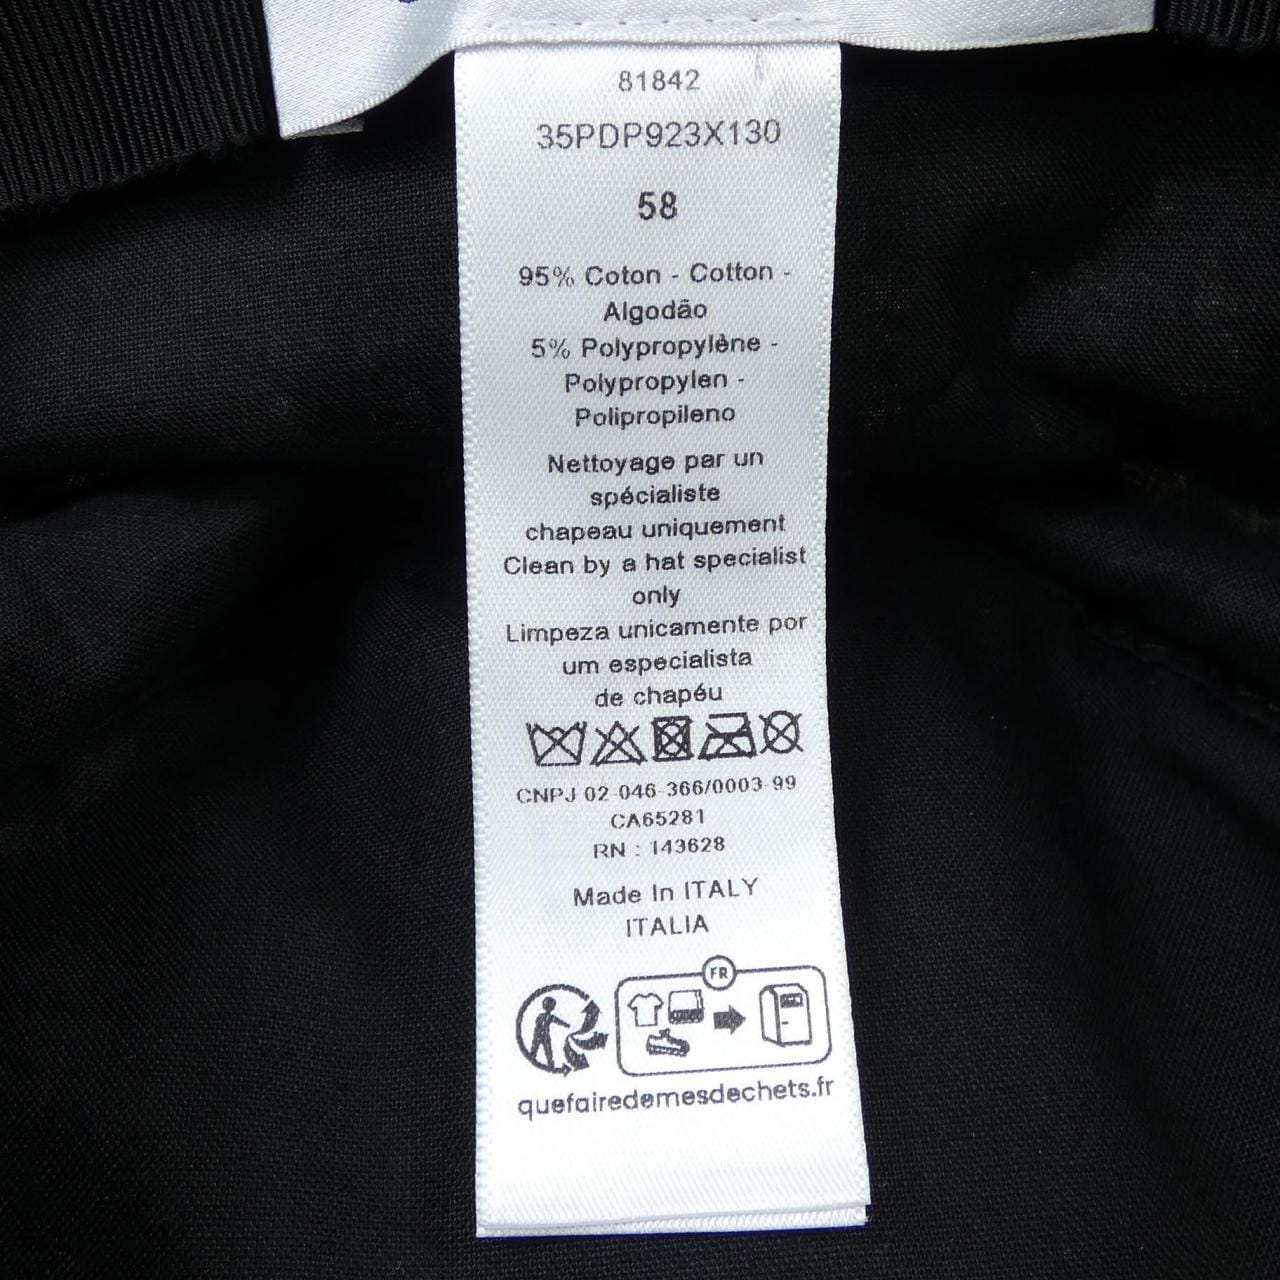 81842
35PDP923X130
58
95% Coton - Cotton -
Algodão
5% Polypropylène -
Polypropylen -
Polipropileno
Nettoyage par un
spécialiste
chapeau uniquement
Clean by a hat specialist
only
Limpeza unicamente por
um especialista
de chapéu
CNPJ 02-046-366/0003-99
CA65281
RN : 143628
Made In ITALY
ITALIA
FR
quefairedemesdechets.fr